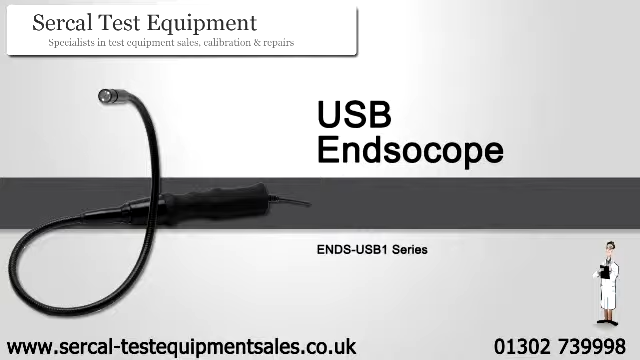 Sercal Test Equipment
Specialists in test equipment sales, calibration & repairs
USB
Endsocope
ENDS-USB1 Series
www.sercal-testequipmentsales.co.uk
01302 739998